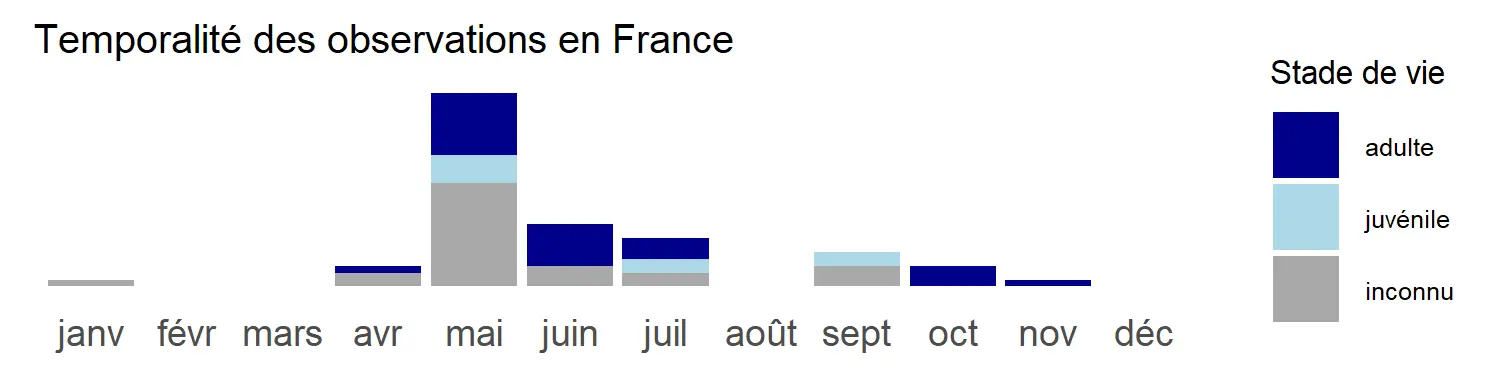 Temporalité des observations en France
Stade de vie
adulte
juvénile
inconnu
janv févr mars avr mai juin juil août sept oct nov déc